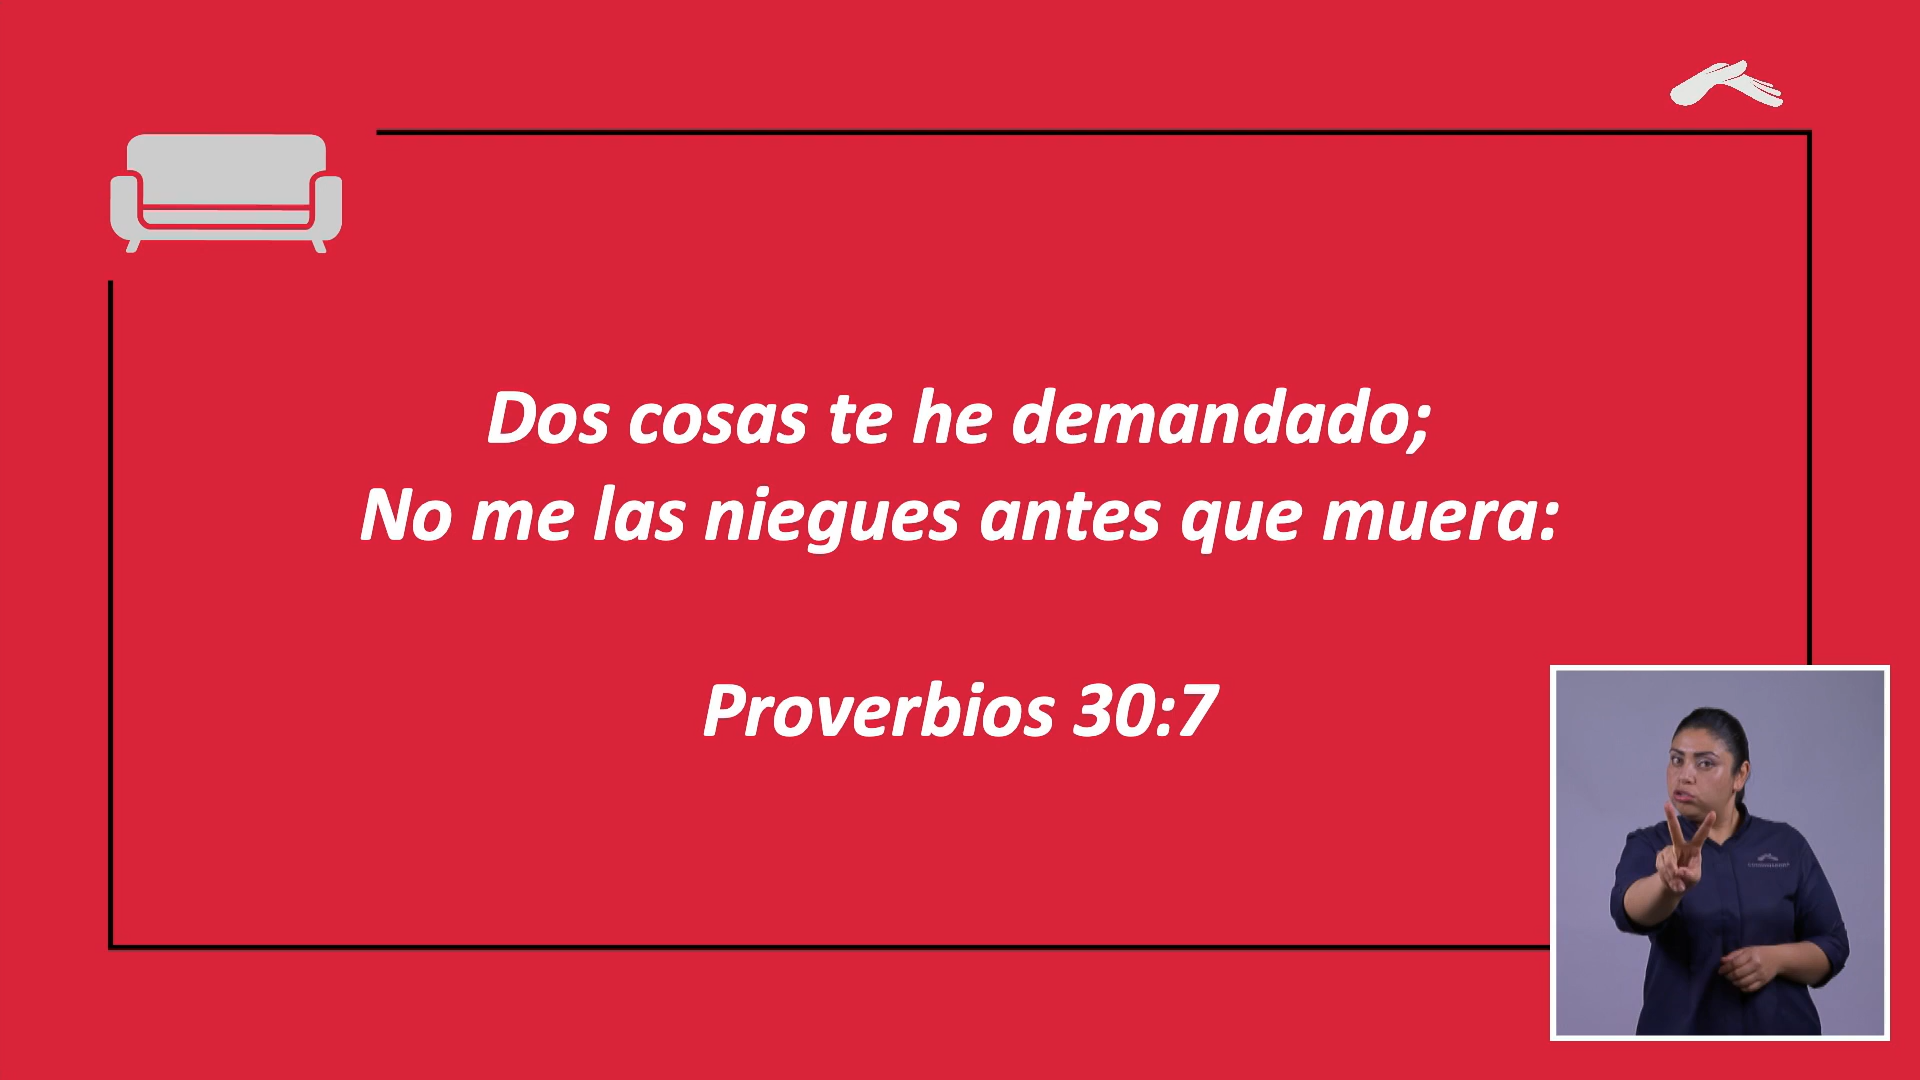 Dos cosas te he demandado;
No me las niegues antes que muera:
Proverbios 30:7